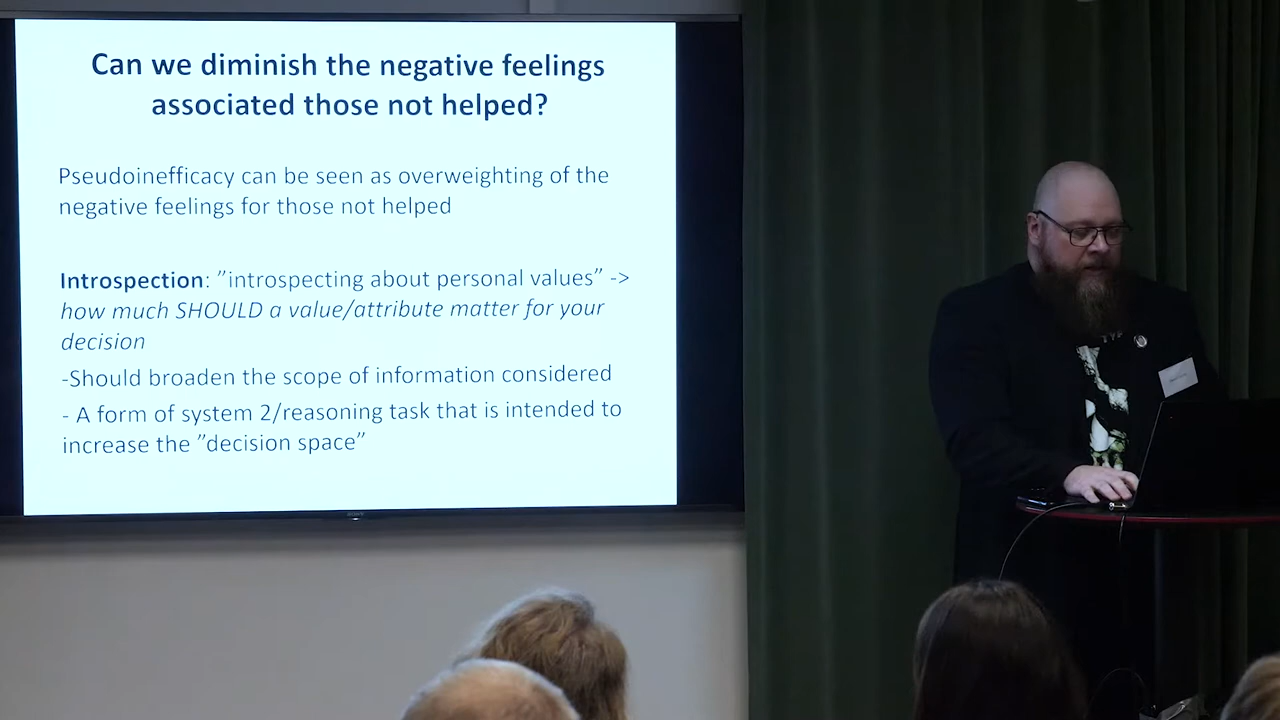 Can we diminish the negative feelings
associated those not helped?
Pseudoinefficacy can be seen as overweighting of the
negative feelings for those not helped
Introspection: ”introspecting about personal values” ->
how much SHOULD a value/attribute matter for your
decision
-Should broaden the scope of information considered
- A form of system 2/reasoning task that is intended to
increase the ”decision space”